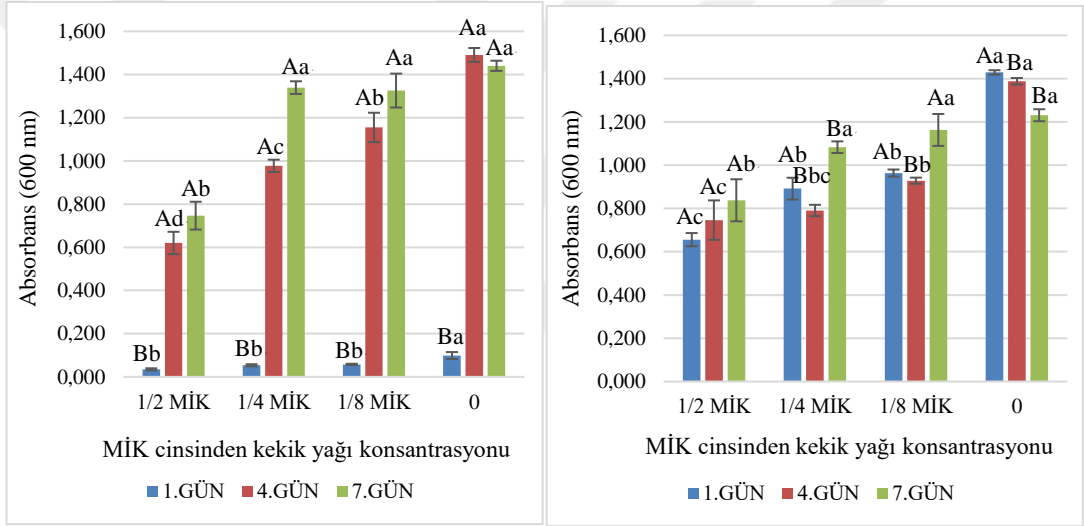 1,600
1,400
1,200
1,000
0,800
0,600
0,400
0,200
0,000
Absorbans (600 nm)
Bb Ad Ab
Bb Ac Aa
Bb Ab Aa
Ba Aa Aa
1/2 MİK 1/4 MİK 1/8 MİK 0
MİK cinsinden kekik yağı konsantrasyonu
1.GÜN 4.GÜN 7.GÜN
1,600
1,400
1,200
1,000
0,800
0,600
0,400
0,200
0,000
Absorbans (600 nm)
Ac Ac Ab
Ab Bbc Ba
Ab Bb Aa
Aa Ba Ba
1/2 MİK 1/4 MİK 1/8 MİK 0
MİK cinsinden kekik yağı konsantrasyonu
1.GÜN 4.GÜN 7.GÜN